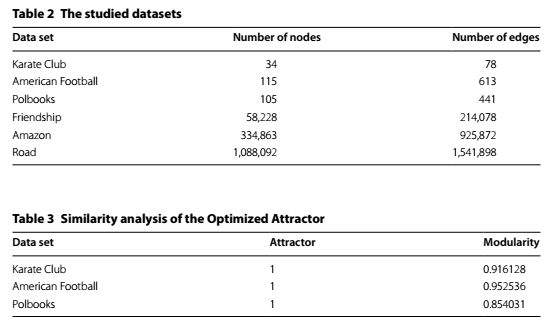 Table 2 The studied datasets
Data set Number of nodes Number of edges
Karate Club 34 78
American Football 115 613
Polbooks 105 441
Friendship 58,228 214,078
Amazon 334,863 925,872
Road 1,088,092 1,541,898
Table 3 Similarity analysis of the Optimized Attractor
Data set Attractor Modularity
Karate Club 1 0.916128
American Football 1 0.952536
Polbooks 1 0.854031